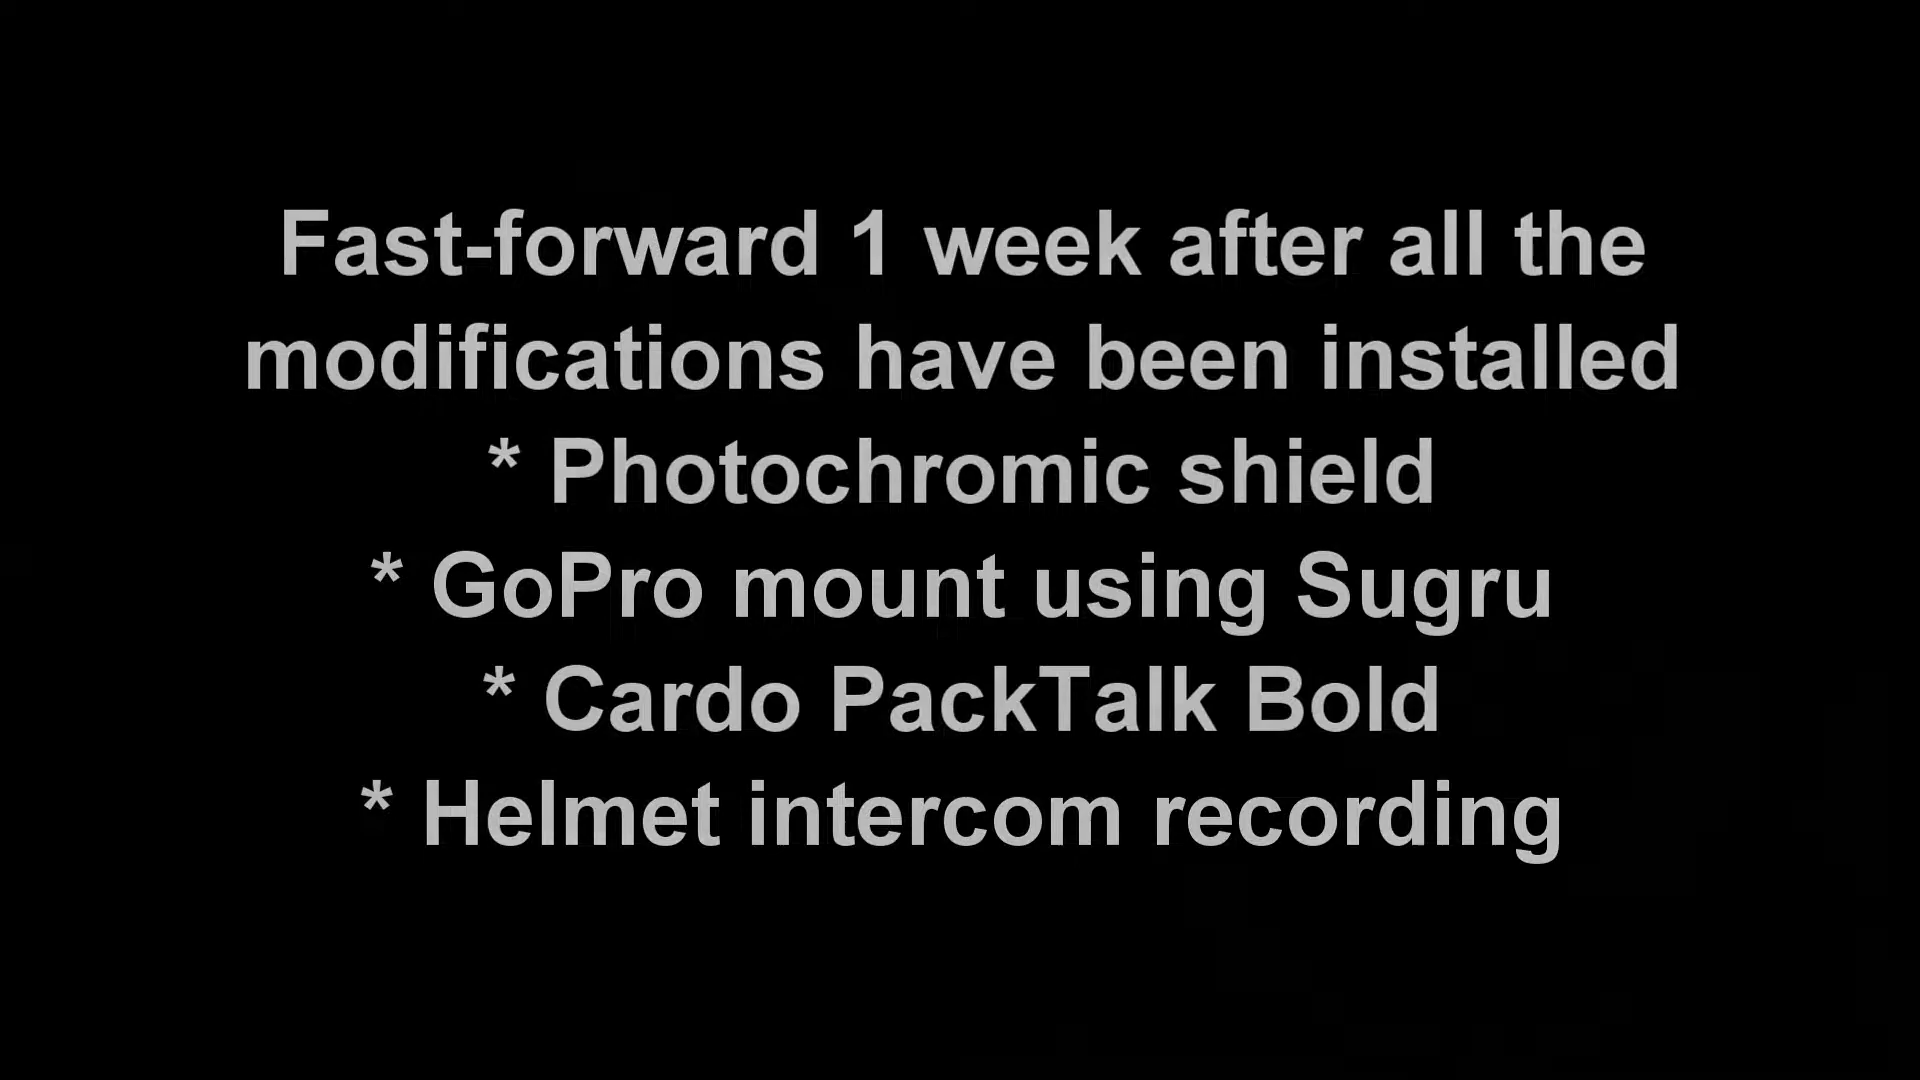 Fast-forward 1 week after all the
modifications have been installed
* Photochromic shield
* GoPro mount using Sugru
* Cardo PackTalk Bold
* Helmet intercom recording